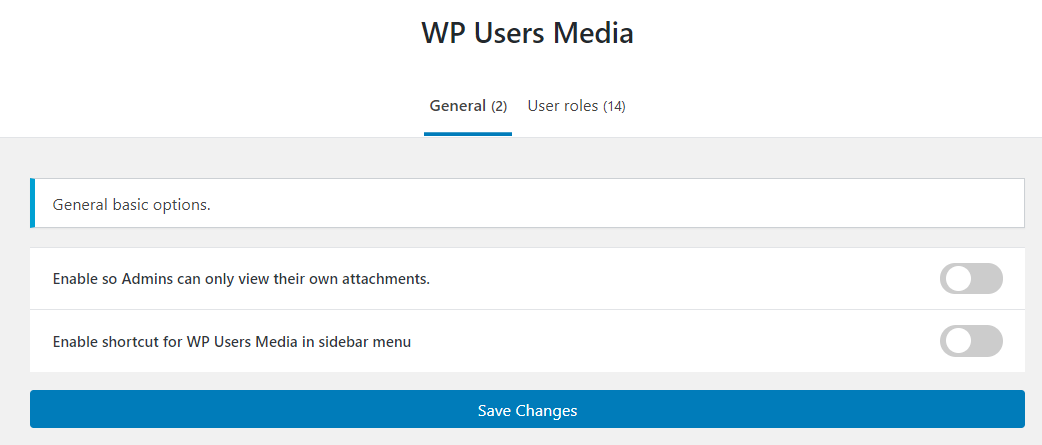 WP Users Media
General (2) User roles (14)
General basic options.
Enable so Admins can only view their own attachments.
Enable shortcut for WP Users Media in sidebar menu
Save Changes